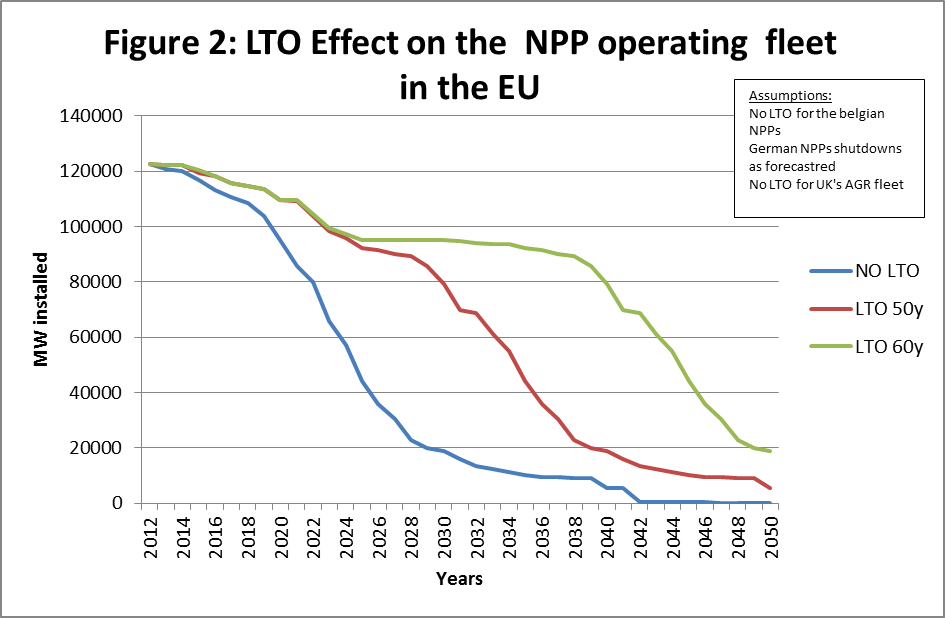 Figure 2: LTO Effect on the NPP operating fleet
in the EU
Assumptions:
No LTO for the belgian
NPPs
German NPPs shutdowns
as forecastred
No LTO for UK's AGR fleet
140000
120000
100000
80000
60000
40000
20000
0
MW installed
2012
2014
2016
2018
2020
2022
2024
2026
2028
2030
2032
2034
2036
2038
2040
2042
2044
2046
2048
2050
Years
NO LTO
LTO 50y
LTO 60y